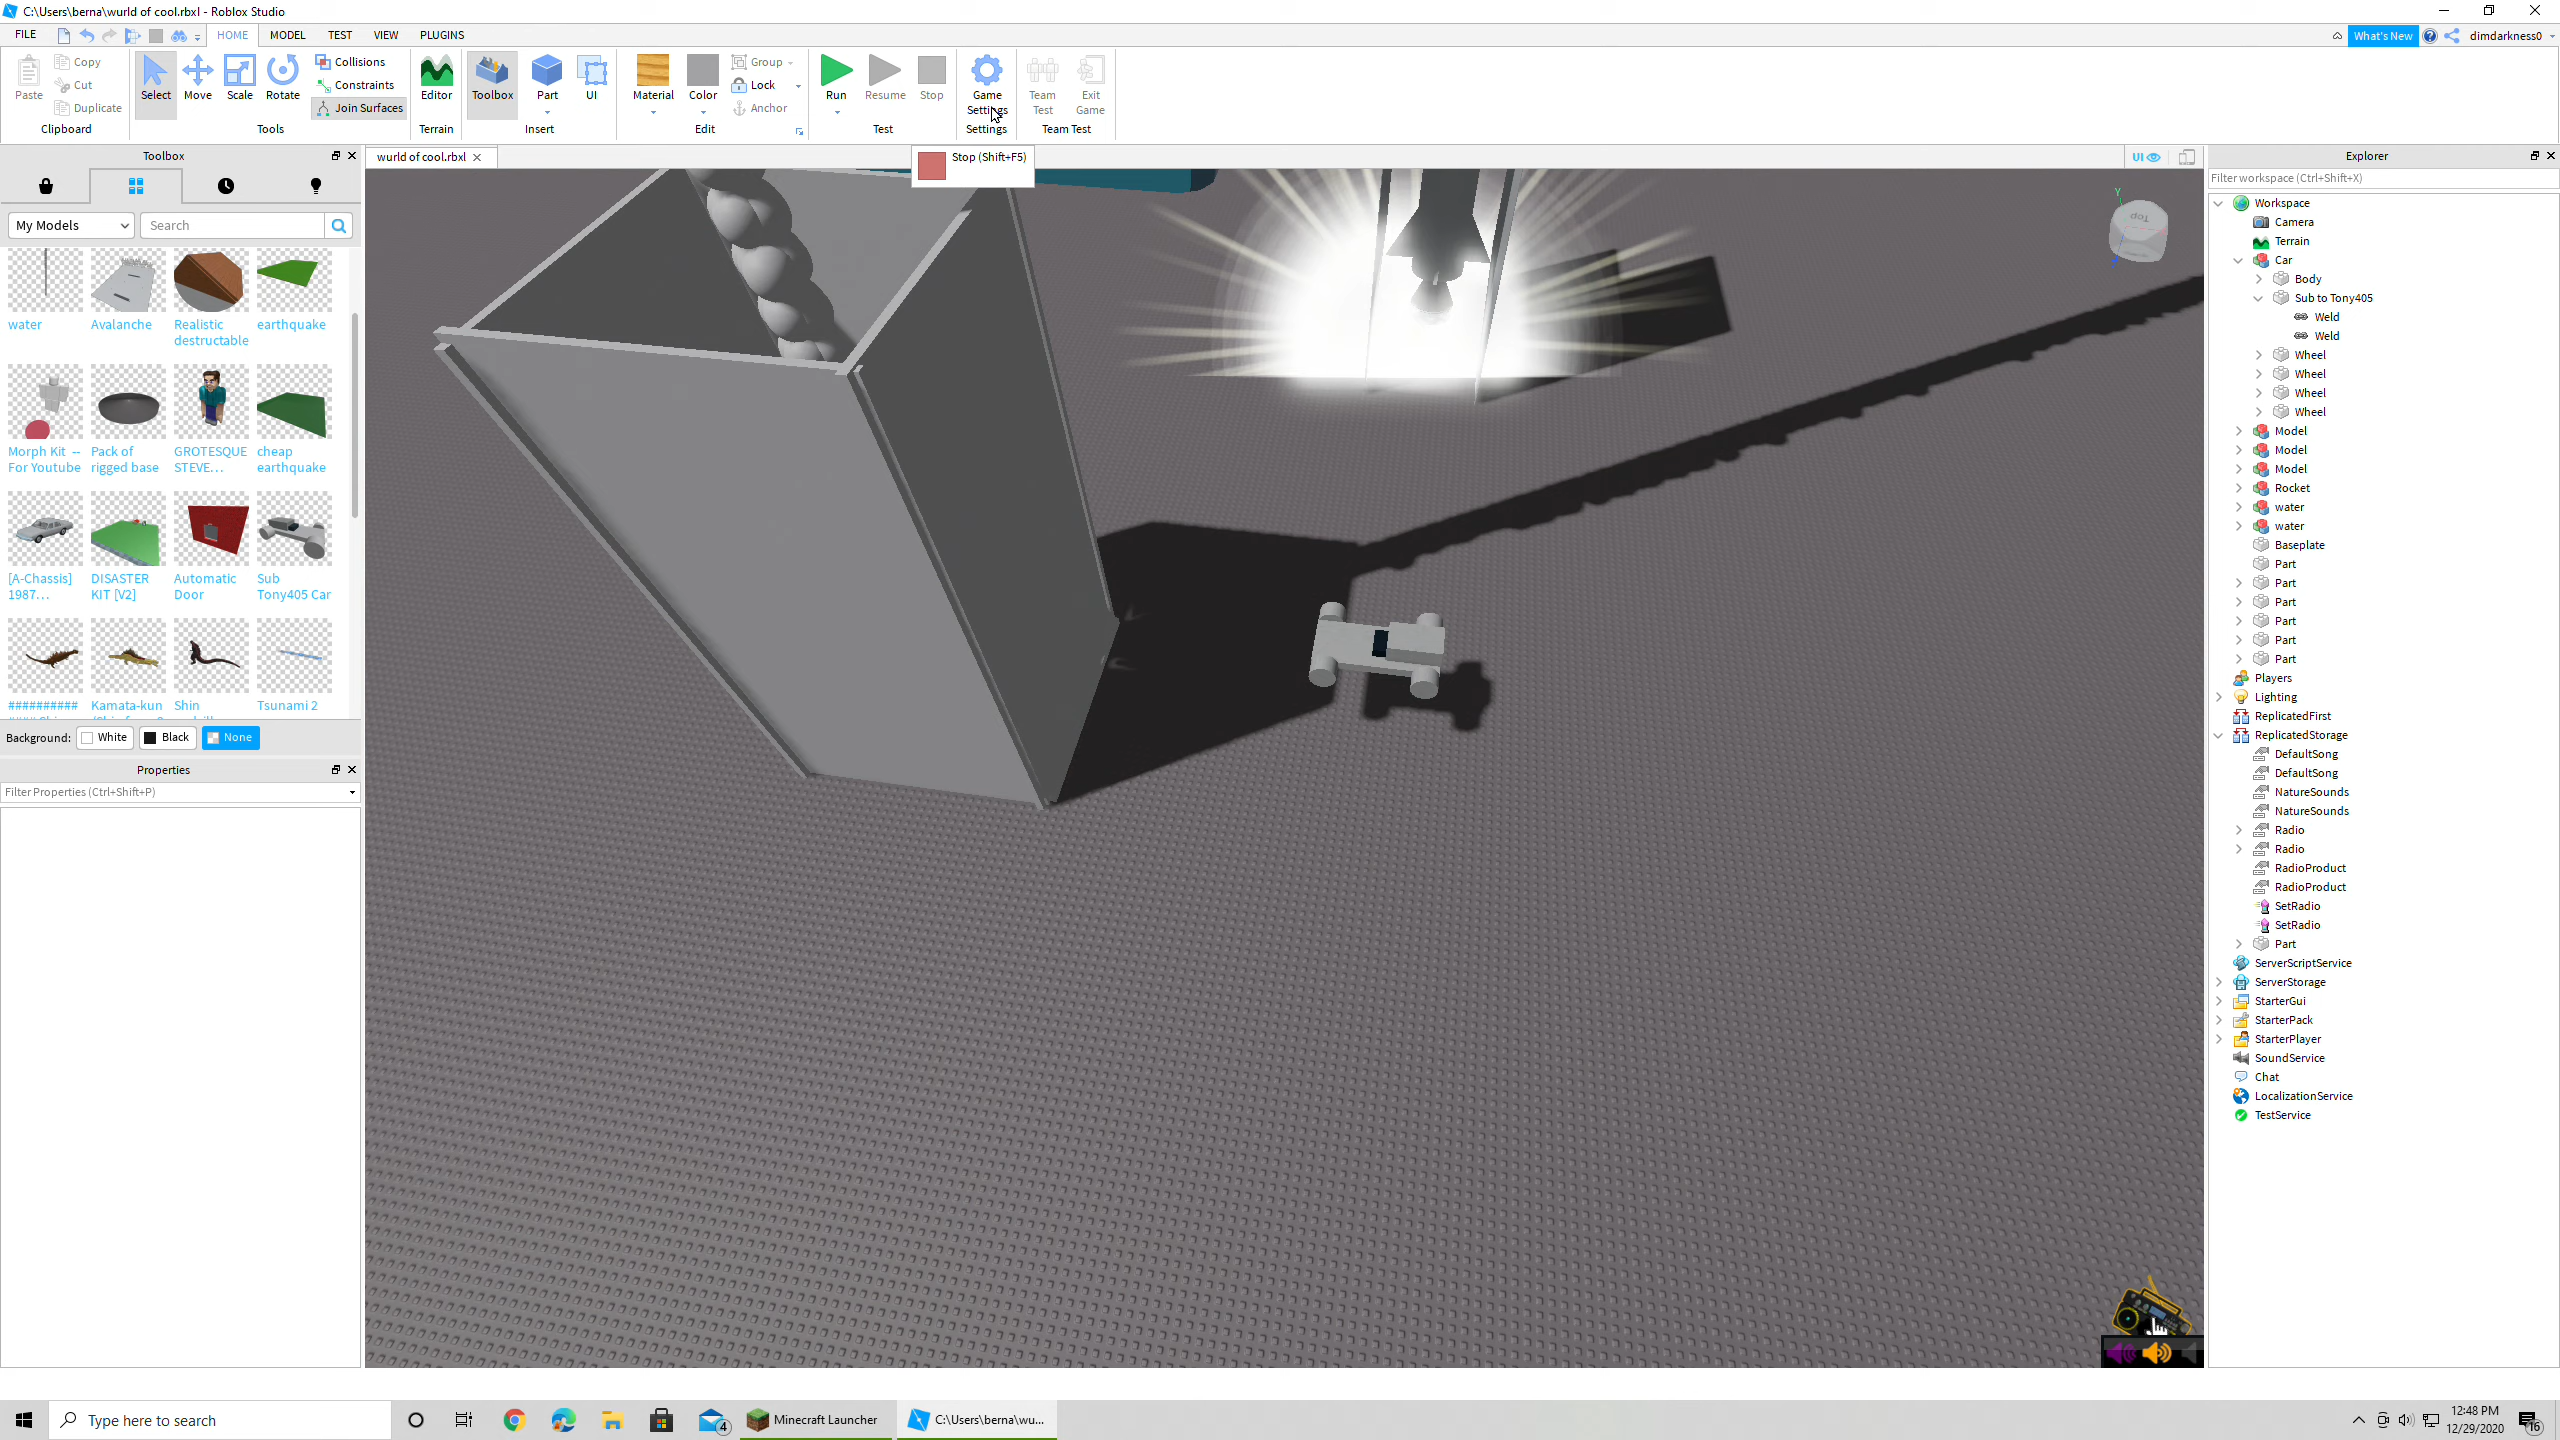 C:\Users\berna\wurld of cool.rbxl - Roblox Studio
FILE
HOME
MODEL
TEST
VIEW
PLUGINS
What's New
dimdarkness0
Paste
Copy
Cut
Duplicate
Clipboard
Select
Move
Scale
Rotate
Collisions
Constraints
Join Surfaces
Tools
Editor
Terrain
Toolbox
Part
UI
Insert
Material
Color
Group
Lock
Anchor
Edit
Run
Resume
Stop
Test
Game
Settings
Settings
Team
Test
Exit
Game
Team Test
Toolbox
wurld of cool.rbxl
Stop (Shift+F5)
UI
Explorer
My Models
Search
water
Avalanche
Realistic
destructable
earthquake
Morph Kit --
For Youtube
Pack of
rigged base
GROTESQUE
STEVE...
cheap
earthquake
[A-Chassis]
1987...
DISASTER
KIT [V2]
Automatic
Door
Sub
Tony405 Car
##########
Kamata-kun
Shin
Tsunami 2
Background:
White
Black
None
Properties
Filter Properties (Ctrl+Shift+P)
Y
Top
Filter workspace (Ctrl+Shift+X)
Workspace
Camera
Terrain
Car
Body
Sub to Tony405
Weld
Weld
Wheel
Wheel
Wheel
Wheel
Model
Model
Model
Rocket
water
water
Baseplate
Part
Part
Part
Part
Part
Part
Players
Lighting
ReplicatedFirst
ReplicatedStorage
DefaultSong
DefaultSong
NatureSounds
NatureSounds
Radio
Radio
RadioProduct
RadioProduct
SetRadio
SetRadio
Part
ServerScriptService
ServerStorage
StarterGui
StarterPack
StarterPlayer
SoundService
Chat
LocalizationService
TestService
Type here to search
4
Minecraft Launcher
C:\Users\berna\wu...
12:48 PM
12/29/2020
16